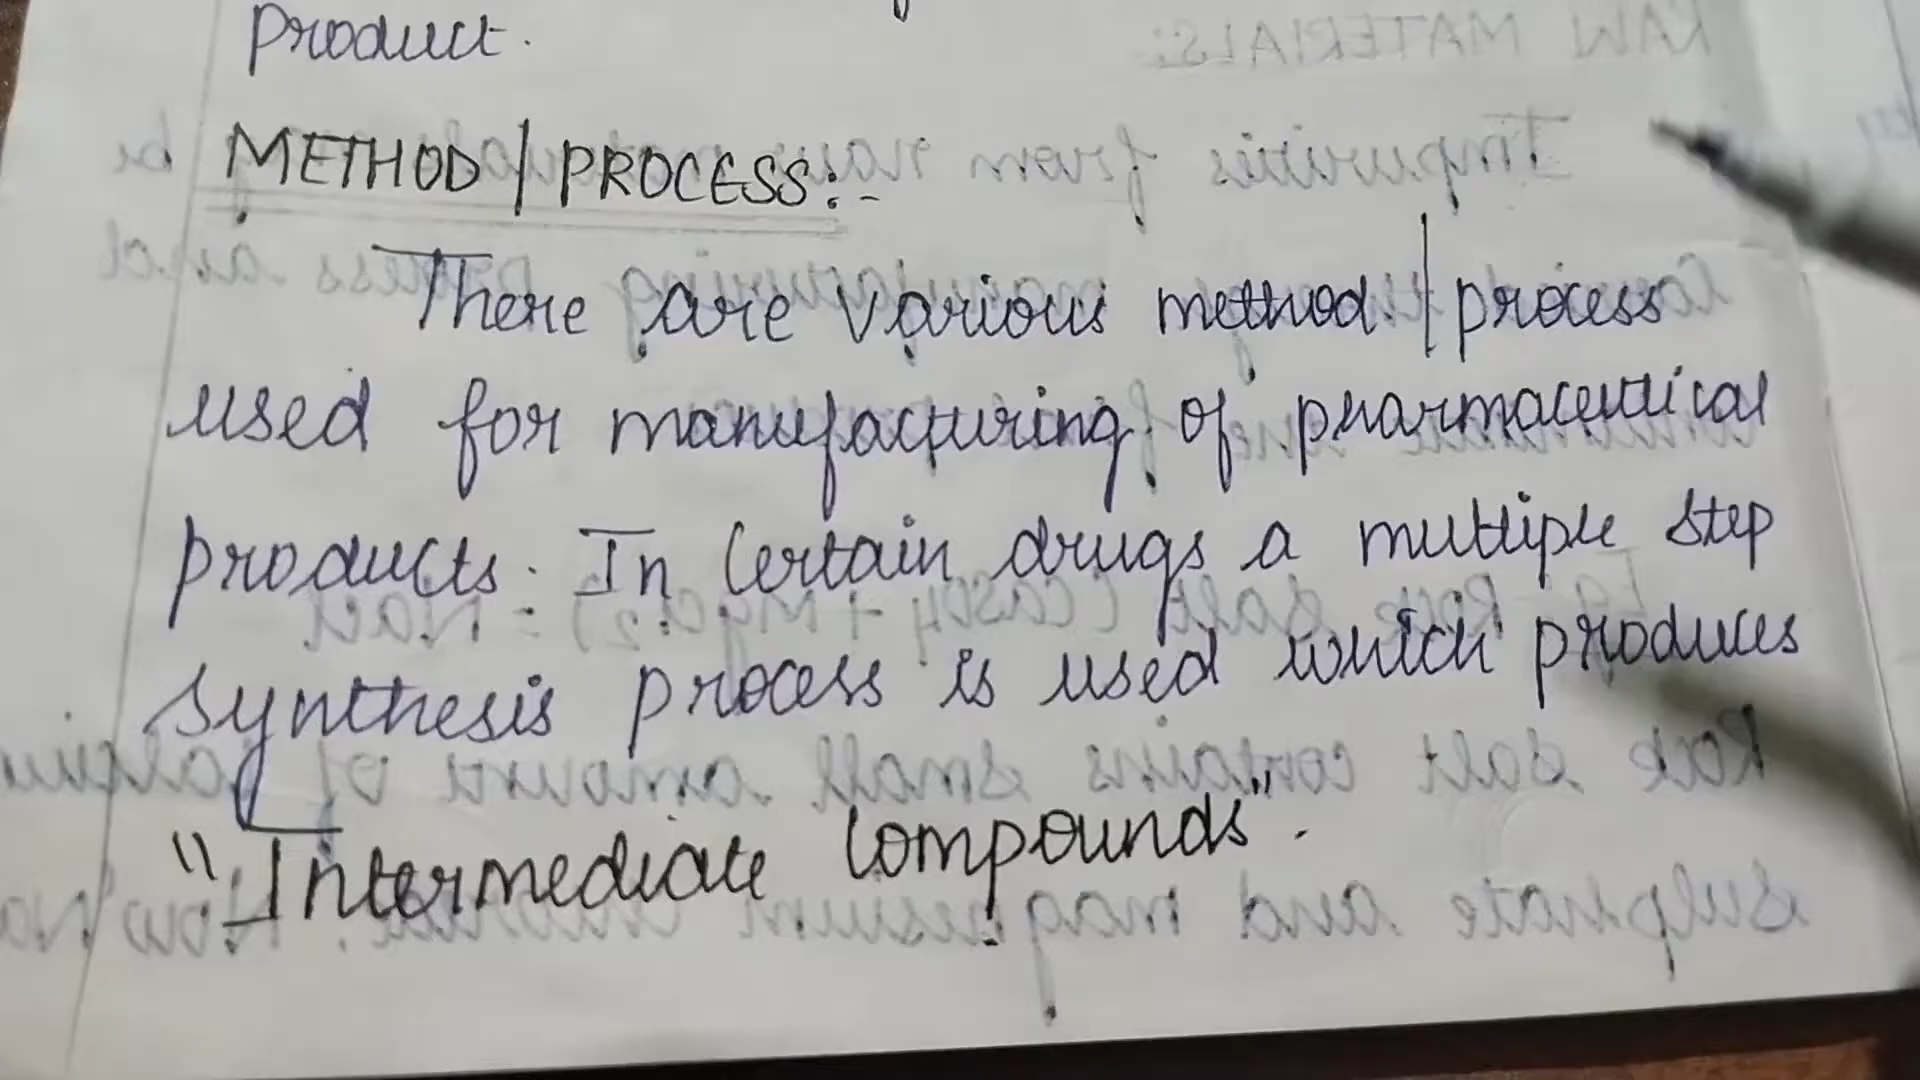 Product.
METHOD/PROCESS:-
There are various method/process
used for manufacturing of pharmaceutical
products. In certain drugs a multiple step
synthesis process is used which produces
"Intermediate compounds".